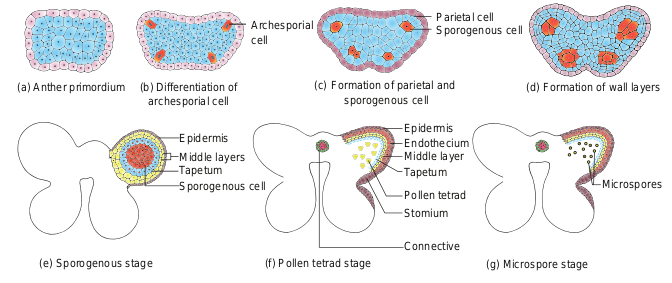 Archesporial
cell
Parietal cell
Sporogenous cell
(a) Anther primordium
(b) Differentiation of
archesporial cell
(c) Formation of parietal and
sporogenous cell
(d) Formation of wall layers
Epidermis
Middle layers
Tapetum
Sporogenous cell
Epidermis
Endothecium
Middle layer
Tapetum
Pollen tetrad
Stomium
Connective
Microspores
(e) Sporogenous stage
(f) Pollen tetrad stage
(g) Microspore stage